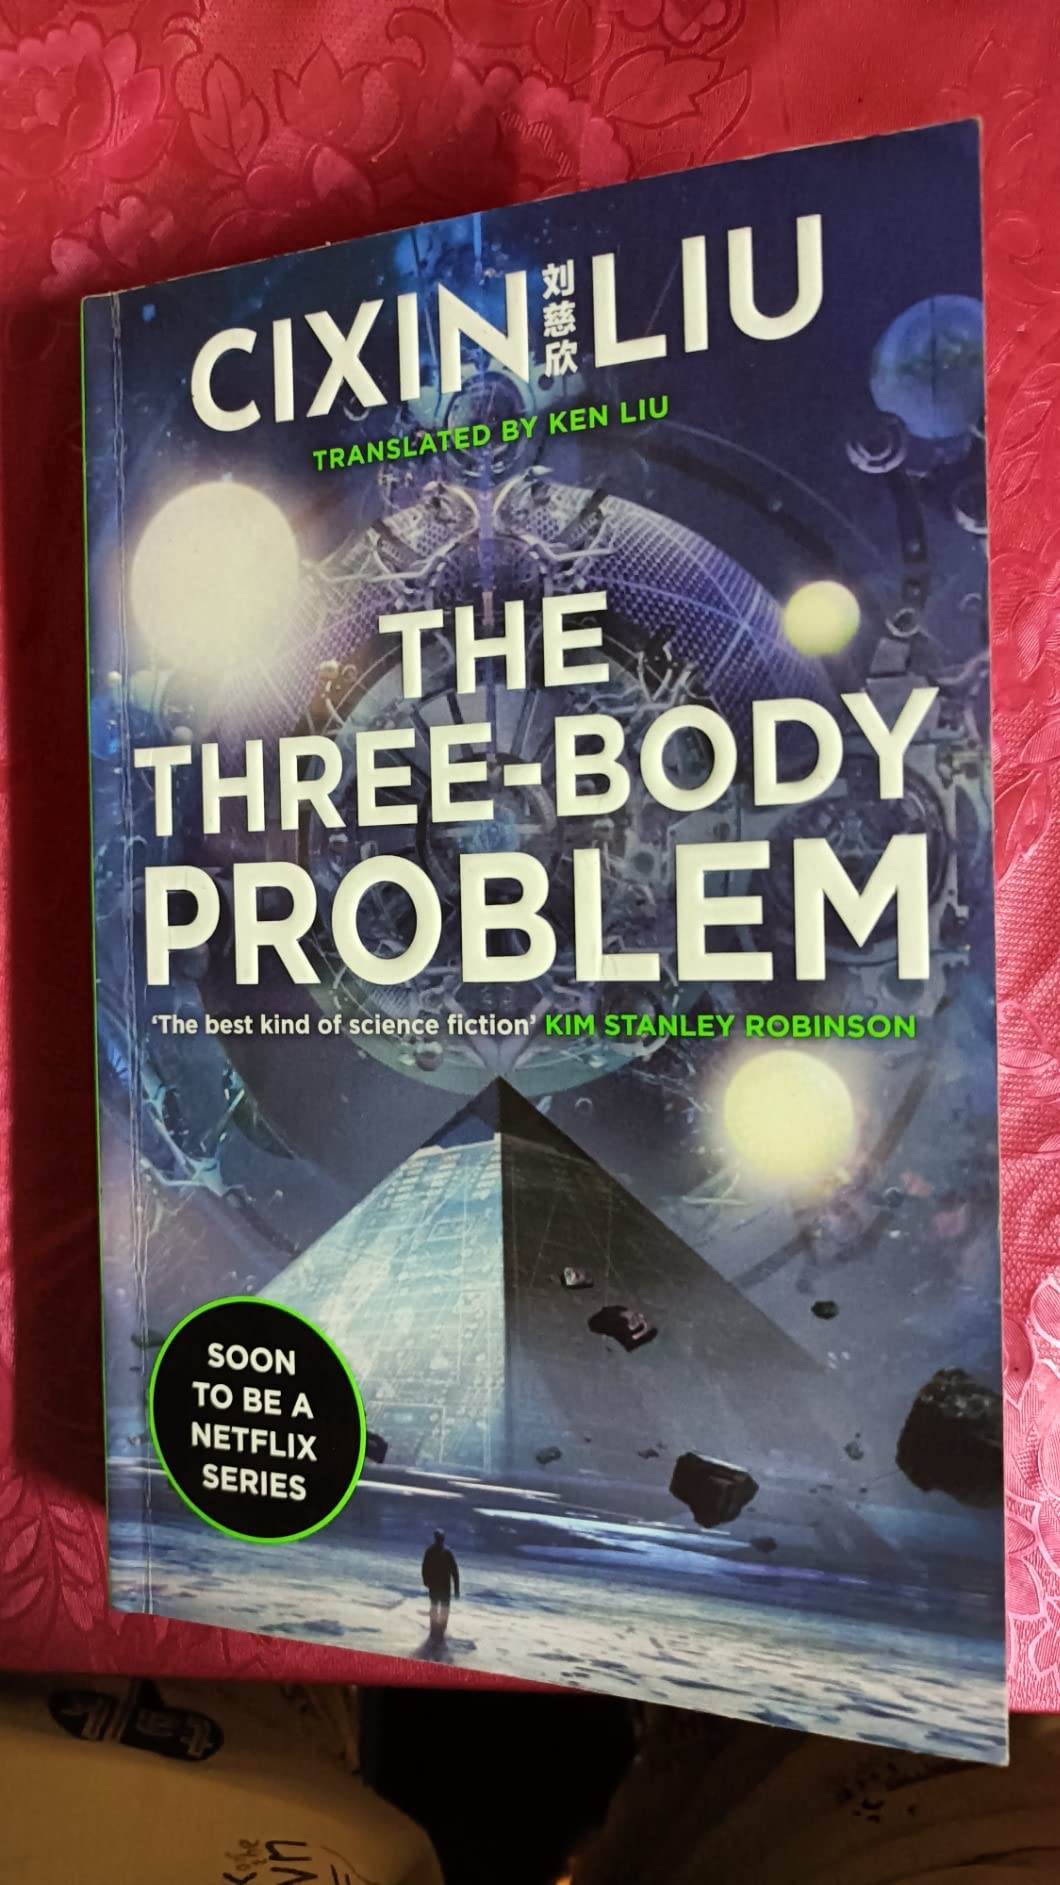 CIXIN 刘慈欣 LIU
TRANSLATED BY KEN LIU
THE
THREE-BODY
PROBLEM
‘The best kind of science fiction’ KIM STANLEY ROBINSON
SOON
TO BE A
NETFLIX
SERIES